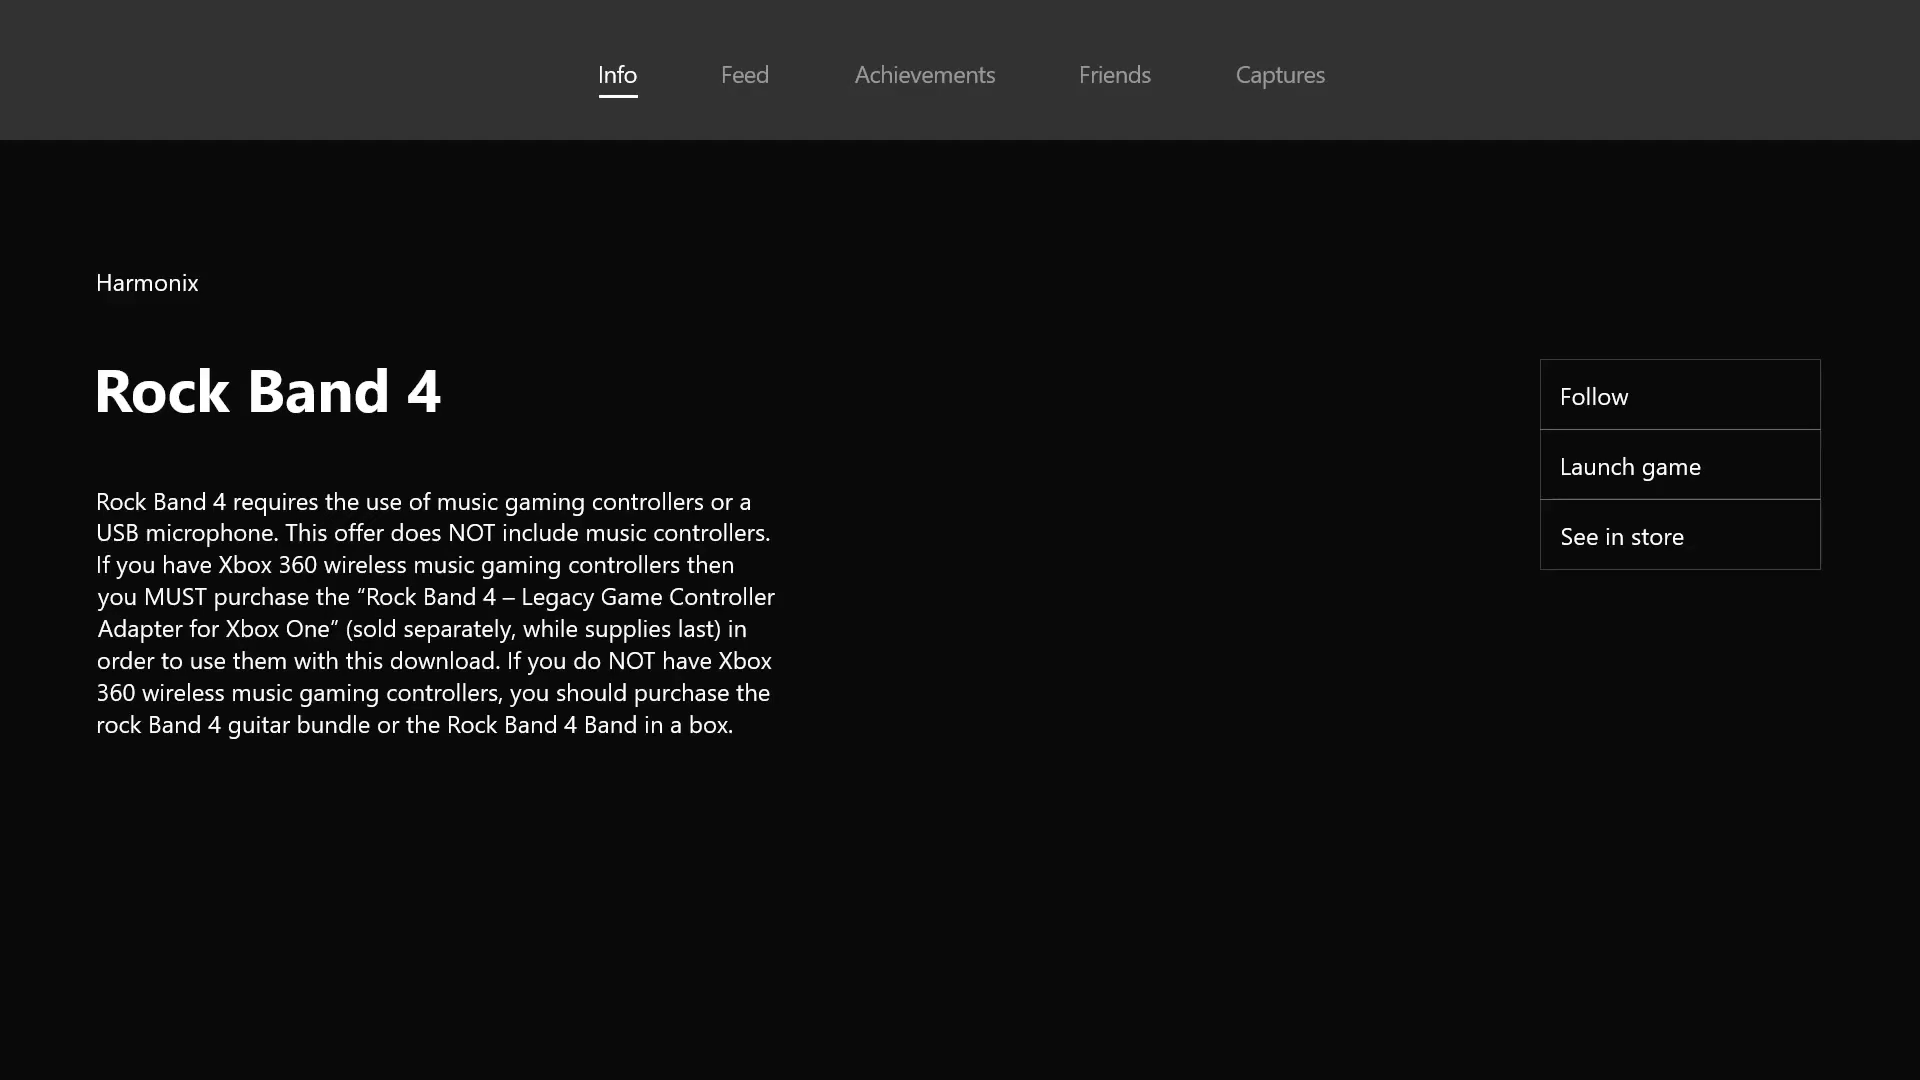 Info
Feed
Achievements
Friends
Captures
Harmonix
Rock Band 4
Rock Band 4 requires the use of music gaming controllers or a
USB microphone. This offer does NOT include music controllers.
If you have Xbox 360 wireless music gaming controllers then
you MUST purchase the “Rock Band 4 – Legacy Game Controller
Adapter for Xbox One” (sold separately, while supplies last) in
order to use them with this download. If you do NOT have Xbox
360 wireless music gaming controllers, you should purchase the
rock Band 4 guitar bundle or the Rock Band 4 Band in a box.
Follow
Launch game
See in store